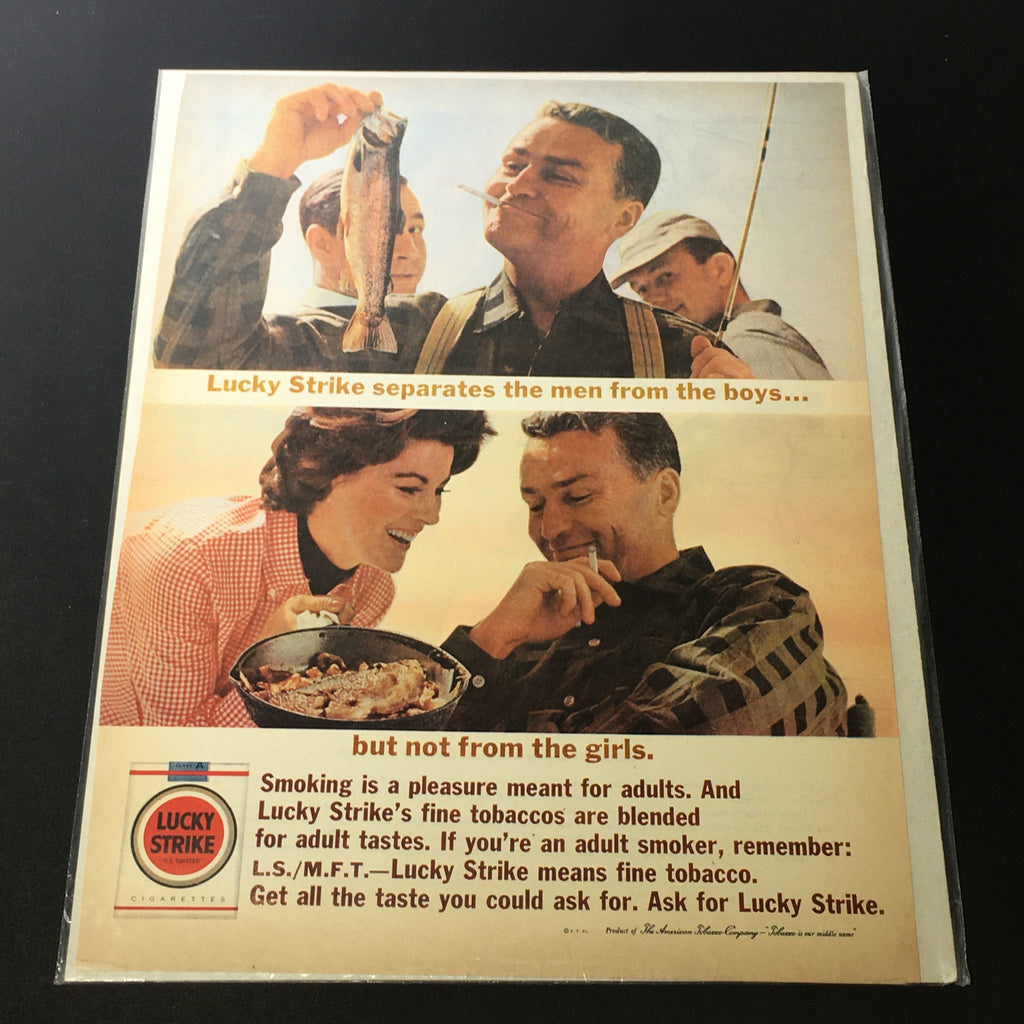 Lucky Strike separates the men from the boys...
but not from the girls.
CLASS A
LUCKY
STRIKE
"IT'S TOASTED"
CIGARETTES
Smoking is a pleasure meant for adults. And
Lucky Strike's fine tobaccos are blended
for adult tastes. If you're an adult smoker, remember:
L.S./M.F.T.—Lucky Strike means fine tobacco.
Get all the taste you could ask for. Ask for Lucky Strike.
Product of The American Tobacco Company—"Tobacco is our middle name"